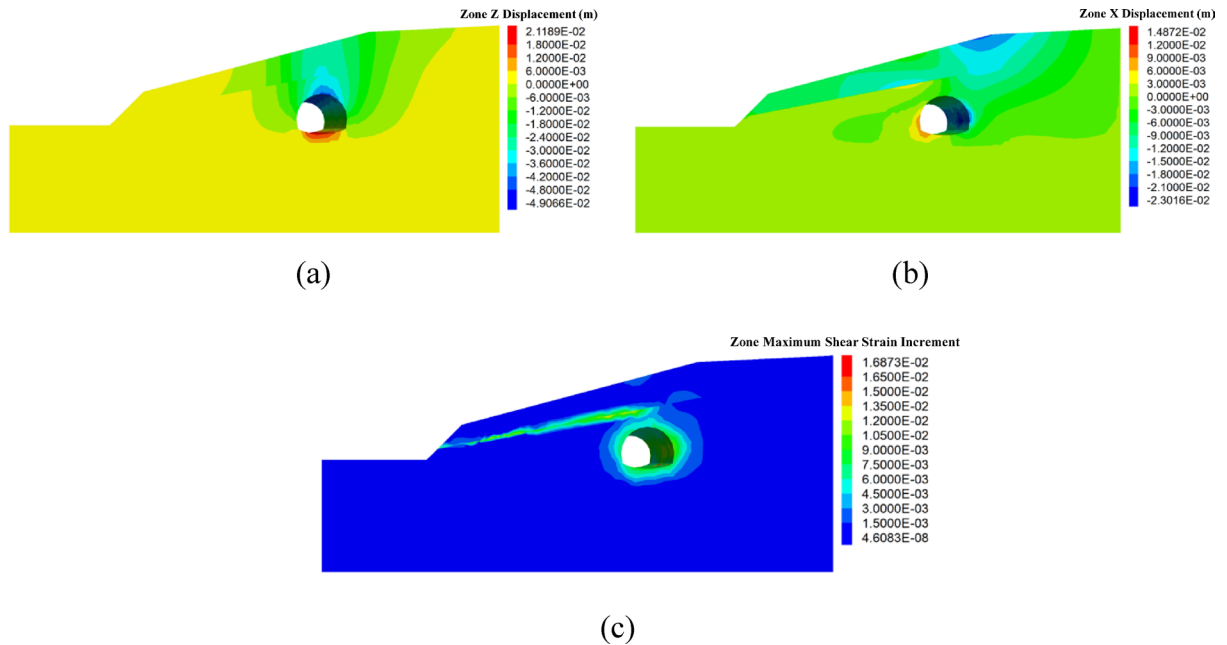 Zone Z Displacement (m)
2.1189E-02
1.8000E-02
1.2000E-02
6.0000E-03
0.0000E+00
-6.0000E-03
-1.2000E-02
-1.8000E-02
-2.4000E-02
-3.0000E-02
-3.6000E-02
-4.2000E-02
-4.8000E-02
-4.9066E-02
(a)
Zone X Displacement (m)
1.4872E-02
1.2000E-02
9.0000E-03
6.0000E-03
3.0000E-03
0.0000E+00
-3.0000E-03
-6.0000E-03
-9.0000E-03
-1.2000E-02
-1.5000E-02
-1.8000E-02
-2.1000E-02
-2.3016E-02
(b)
Zone Maximum Shear Strain Increment
1.6873E-02
1.6500E-02
1.5000E-02
1.3500E-02
1.2000E-02
1.0500E-02
9.0000E-03
7.5000E-03
6.0000E-03
4.5000E-03
3.0000E-03
1.5000E-03
4.6083E-08
(c)